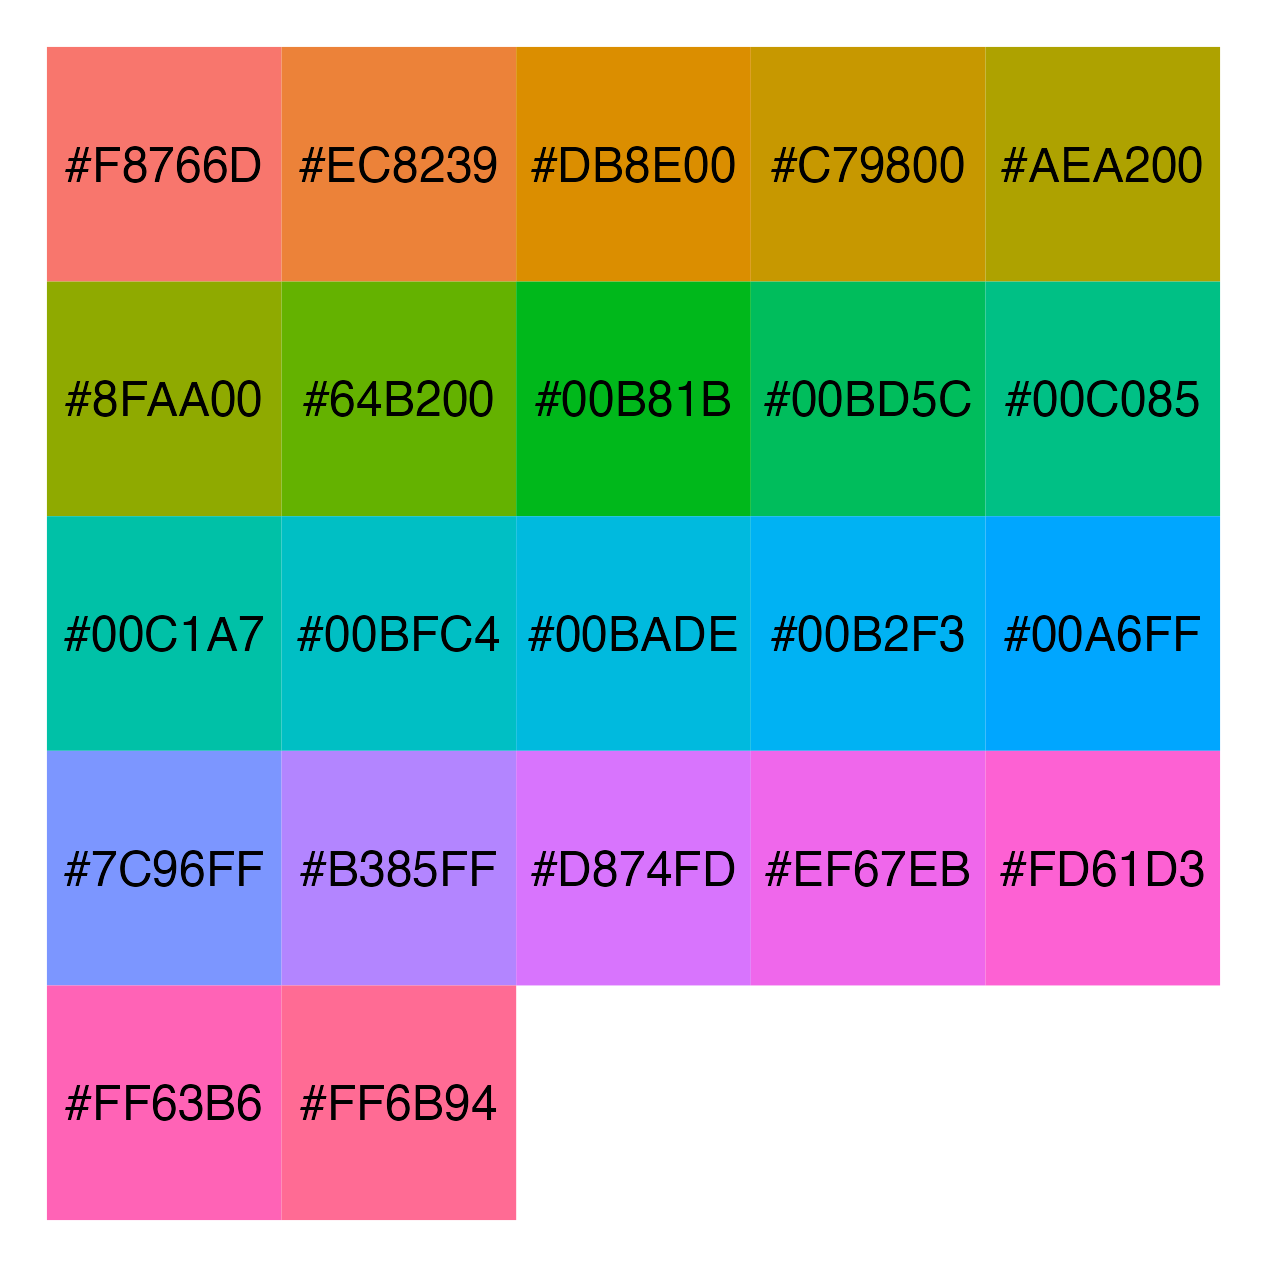 #F8766D #EC8239 #DB8E00 #C79800 #AEA200
#8FAA00 #64B200 #00B81B #00BD5C #00C085
#00C1A7 #00BFC4 #00BADE #00B2F3 #00A6FF
#7C96FF #B385FF #D874FD #EF67EB #FD61D3
#FF63B6 #FF6B94